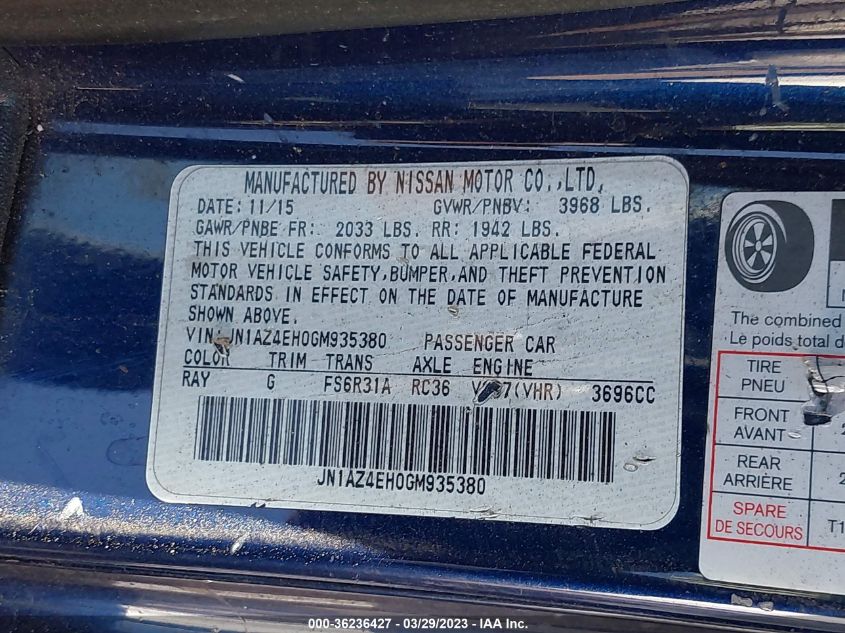 MANUFACTURED BY NISSAN MOTOR CO.,LTD.
DATE: 11/15 GVWR/PNBV: 3968 LBS.
GAWR/PNBE FR: 2033 LBS. RR: 1942 LBS.
THIS VEHICLE CONFORMS TO ALL APPLICABLE FEDERAL
MOTOR VEHICLE SAFETY,BUMPER,AND THEFT PREVENTION
STANDARDS IN EFFECT ON THE DATE OF MANUFACTURE
SHOWN ABOVE.
VIN: JN1AZ4EH0GM935380 PASSENGER CAR
COLOR TRIM TRANS AXLE ENGINE
RAY G FS6R31A RC36 (VHR) 3696CC
JN1AZ4EH0GM935380
The combined
Le poids total
TIRE
PNEU
FRONT
AVANT
REAR
ARRIÈRE
SPARE
DE SECOURS
000-36236427 - 03/29/2023 - IAA Inc.